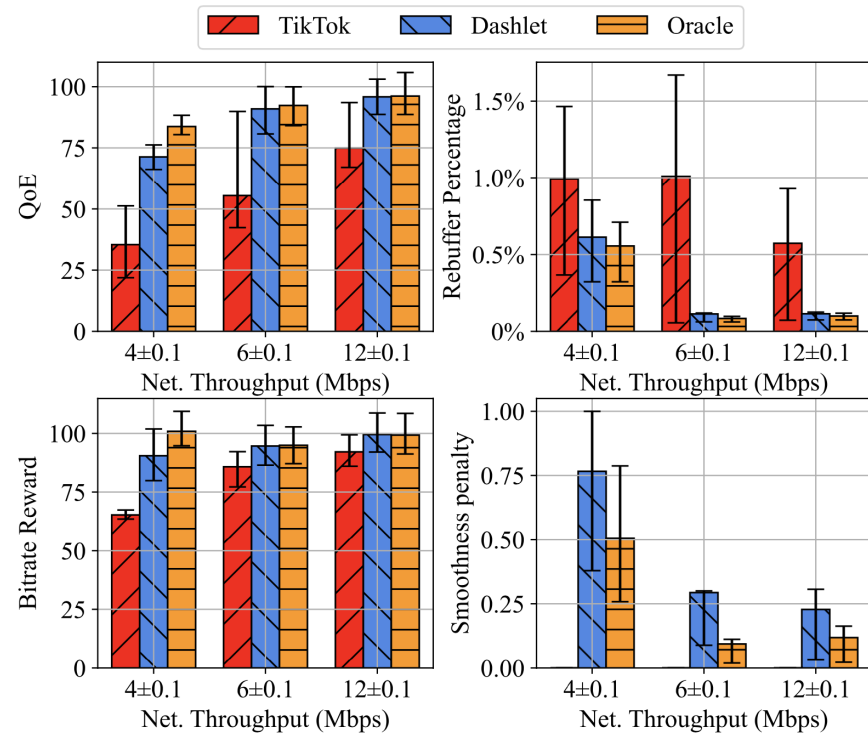 TikTok Dashlet Oracle
QoE
100
75
50
25
0
4±0.1 6±0.1 12±0.1
Net. Throughput (Mbps)
Rebuffer Percentage
1.5%
1.0%
0.5%
0%
4±0.1 6±0.1 12±0.1
Net. Throughput (Mbps)
Bitrate Reward
100
75
50
25
0
4±0.1 6±0.1 12±0.1
Net. Throughput (Mbps)
Smoothness penalty
1.00
0.75
0.50
0.25
0.00
4±0.1 6±0.1 12±0.1
Net. Throughput (Mbps)